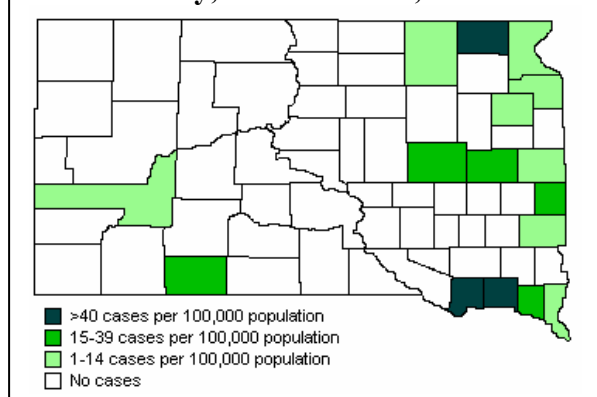 >40 cases per 100,000 population
15-39 cases per 100,000 population
1-14 cases per 100,000 population
No cases